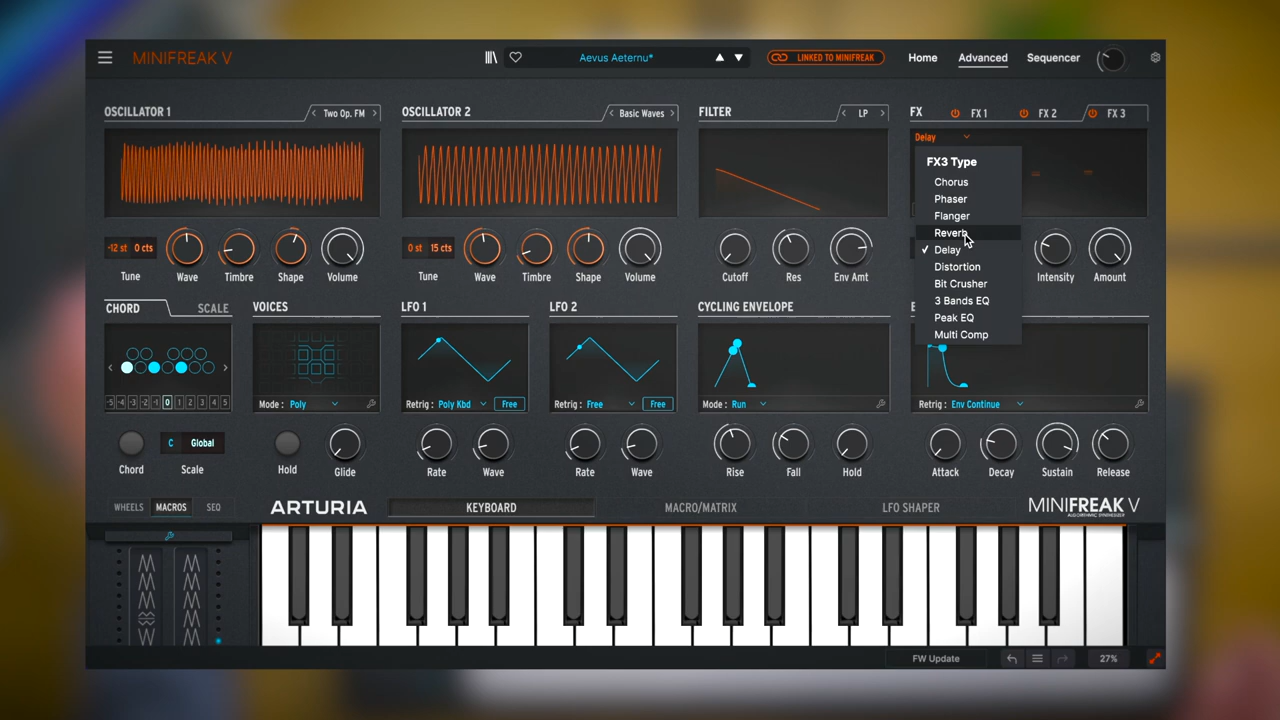 MINIFREAK V
Aevus Aeternu*
LINKED TO MINIFREAK
Home
Advanced
Sequencer
OSCILLATOR 1
Two Op. FM
OSCILLATOR 2
Basic Waves
FILTER
LP
FX
FX 1
FX 2
FX 3
Delay
FX3 Type
Chorus
Phaser
Flanger
Reverb
Delay
Distortion
Bit Crusher
3 Bands EQ
Peak EQ
Multi Comp
-12 st 0 cts
Tune
Wave
Timbre
Shape
Volume
0 st 15 cts
Tune
Wave
Timbre
Shape
Volume
Cutoff
Res
Env Amt
Intensity
Amount
CHORD
SCALE
VOICES
LFO 1
LFO 2
CYCLING ENVELOPE
-5 -4 -3 -2 -1 0 1 2 3 4 5
Mode : Poly
Retrig : Poly Kbd
Free
Retrig : Free
Free
Mode : Run
Retrig : Env Continue
C Global
Chord
Scale
Hold
Glide
Rate
Wave
Rate
Wave
Rise
Fall
Hold
Attack
Decay
Sustain
Release
WHEELS
MACROS
SEQ
ARTURIA
KEYBOARD
MACRO/MATRIX
LFO SHAPER
MINIFREAK V
ALGORITHMIC SYNTHESIZER
FW Update
27%